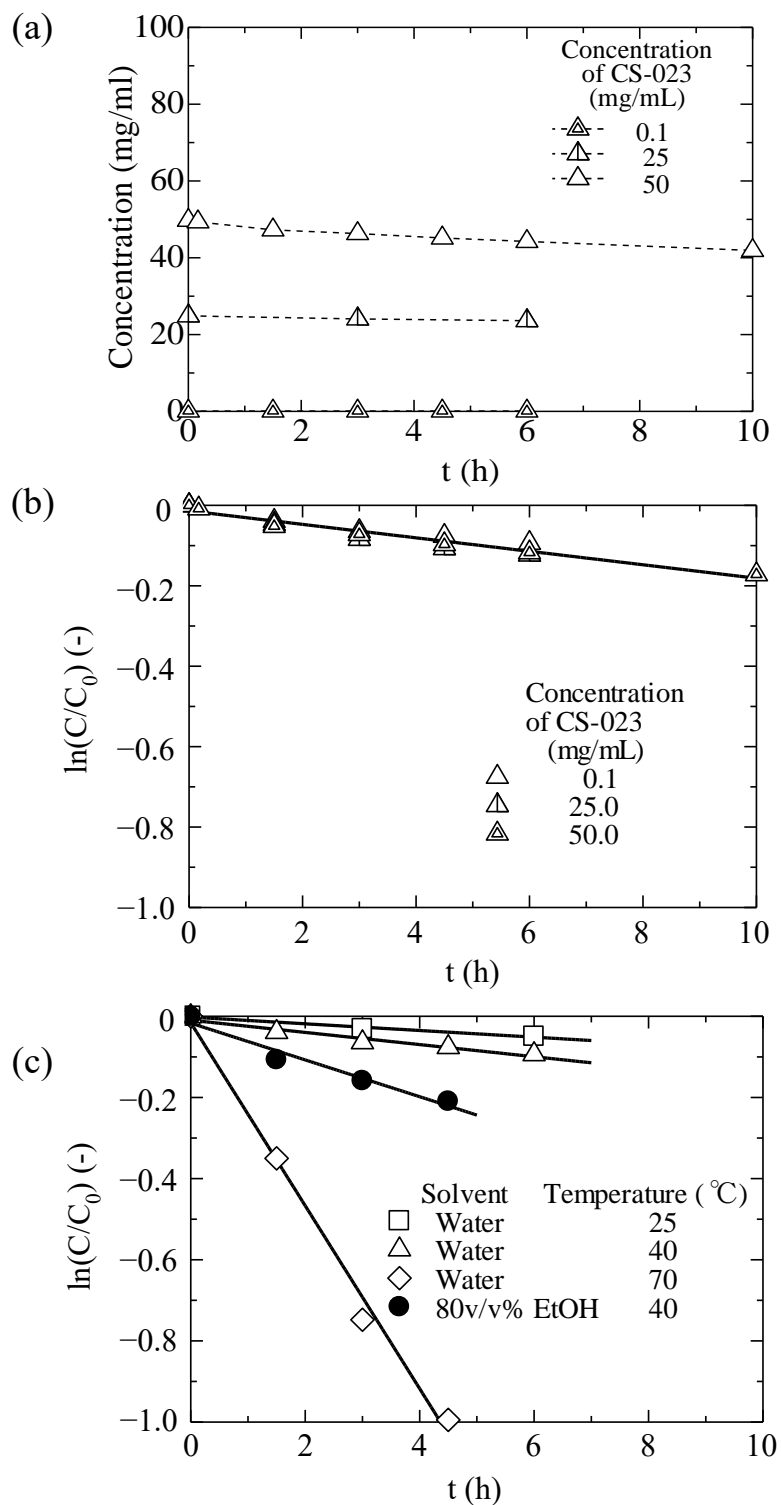 (a)
Concentration (mg/ml)
100
80
60
40
20
0
0 2 4 6 8 10
t (h)
Concentration
of CS-023
(mg/mL)
0.1
25
50
(b)
ln(C/C0) (-)
0
−0.2
−0.4
−0.6
−0.8
−1.0
0 2 4 6 8 10
t (h)
Concentration
of CS-023
(mg/mL)
0.1
25.0
50.0
(c)
ln(C/C0) (-)
0
−0.2
−0.4
−0.6
−0.8
−1.0
0 2 4 6 8 10
t (h)
Solvent Temperature (℃)
Water 25
Water 40
Water 70
80v/v% EtOH 40